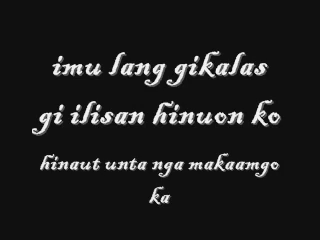 imu lang gikalas
gi ilisan hinuon ko
hinaut unta nga makaamgo
ka